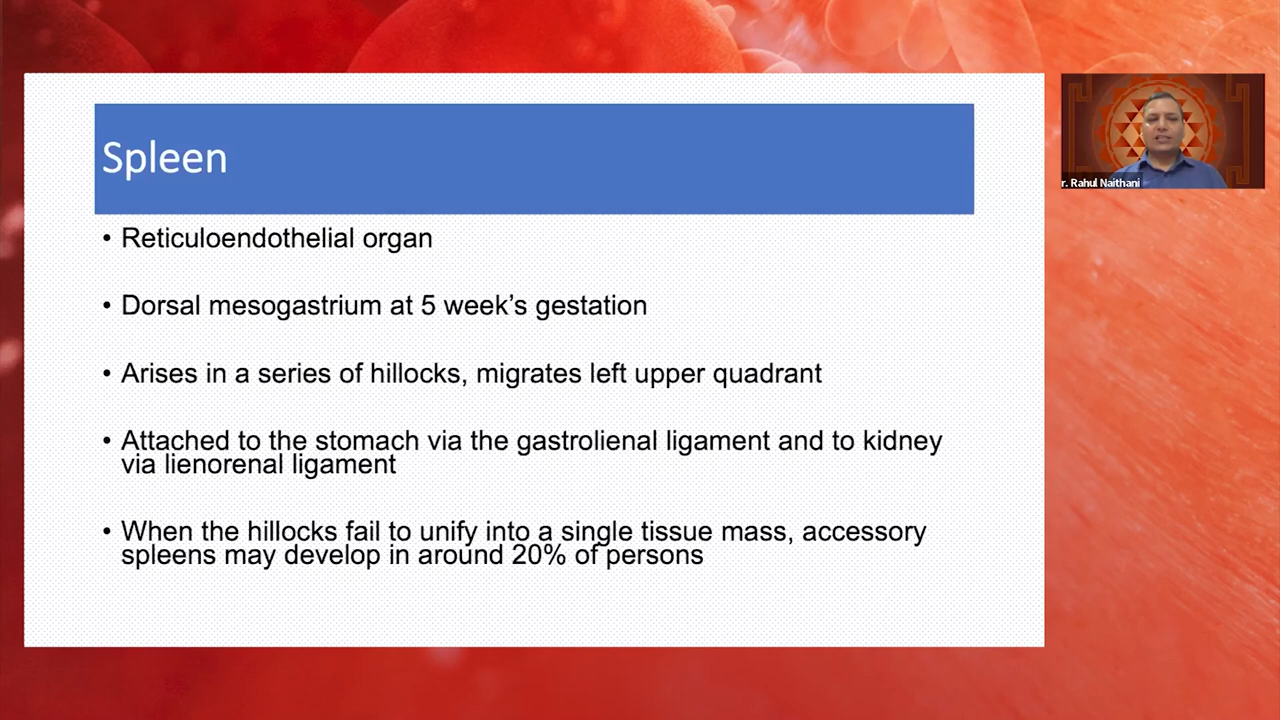 Spleen
• Reticuloendothelial organ
• Dorsal mesogastrium at 5 week’s gestation
• Arises in a series of hillocks, migrates left upper quadrant
• Attached to the stomach via the gastrolienal ligament and to kidney
via lienorenal ligament
• When the hillocks fail to unify into a single tissue mass, accessory
spleens may develop in around 20% of persons
r. Rahul Naithani